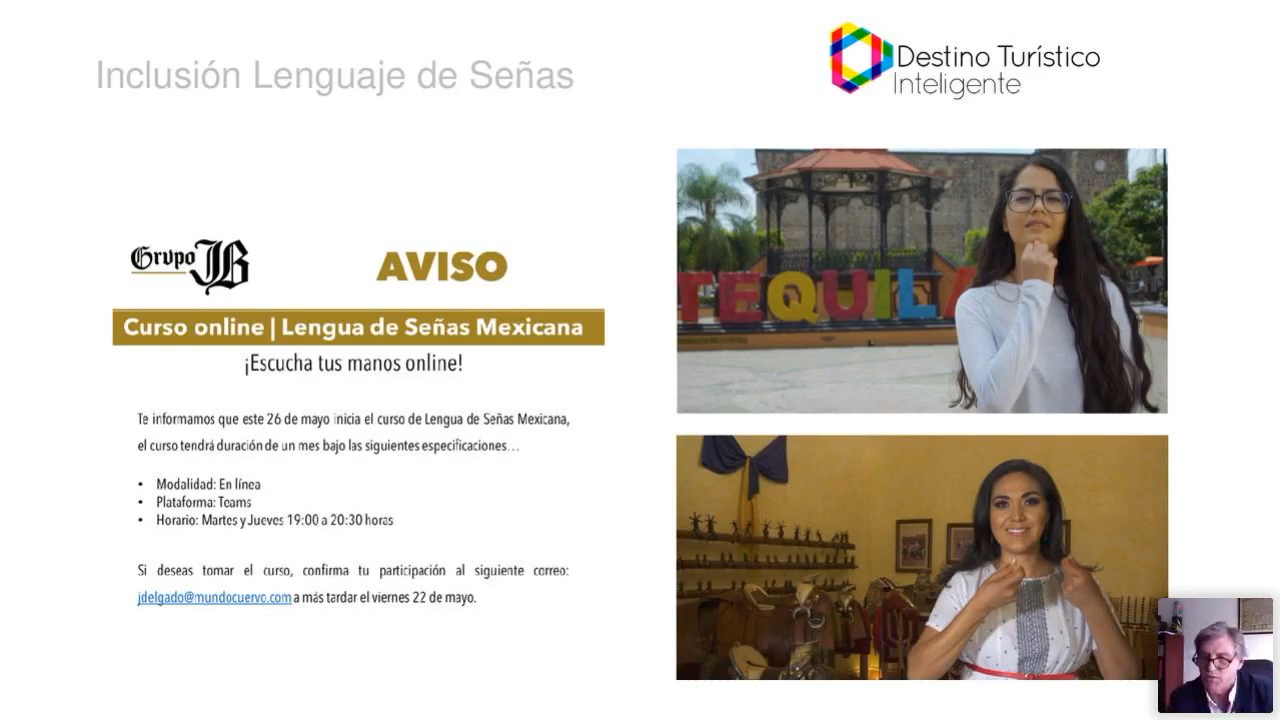 Inclusión Lenguaje de Señas
Destino Turístico
Inteligente
Grupo JB
AVISO
Curso online | Lengua de Señas Mexicana
¡Escucha tus manos online!
Te informamos que este 26 de mayo inicia el curso de Lengua de Señas Mexicana,
el curso tendrá duración de un mes bajo las siguientes especificaciones…
• Modalidad: En línea
• Plataforma: Teams
• Horario: Martes y Jueves 19:00 a 20:30 horas
Si deseas tomar el curso, confirma tu participación al siguiente correo:
jdelgado@mundocuervo.com a más tardar el viernes 22 de mayo.
TEQUILA